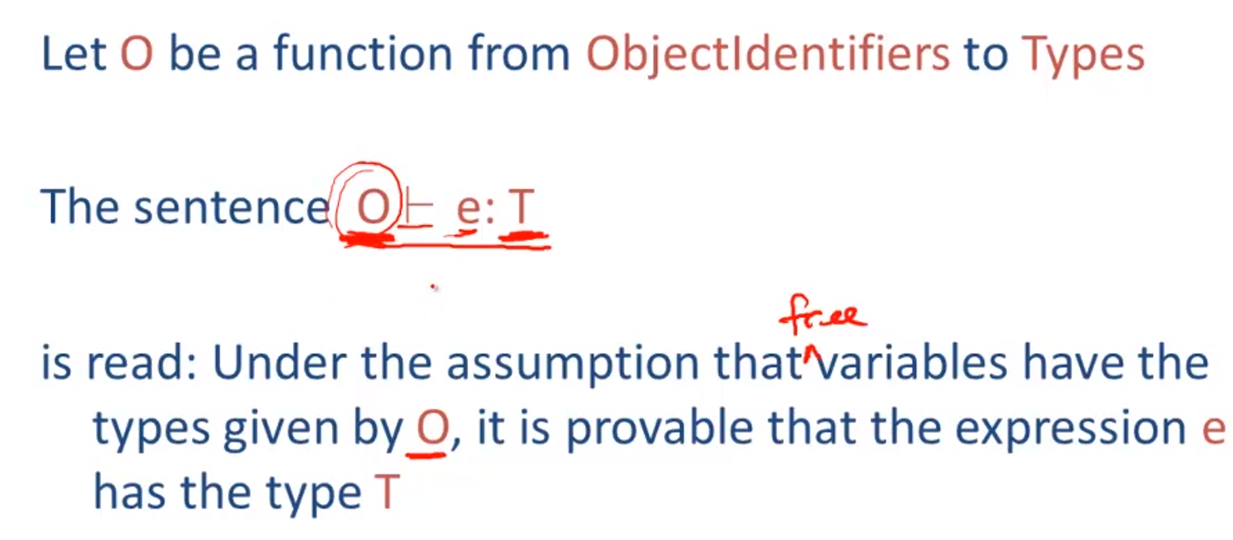 Let O be a function from ObjectIdentifiers to Types
The sentence O ⊢ e: T
free
is read: Under the assumption that ^ variables have the
types given by O, it is provable that the expression e
has the type T